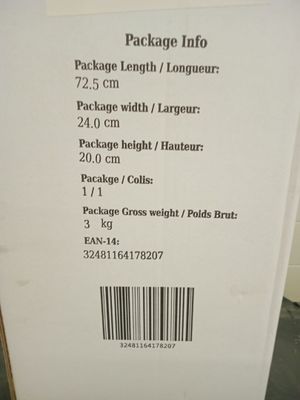 Package Info
Package Length / Longueur:
72.5 cm
Package width / Largeur:
24.0 cm
Package height / Hauteur:
20.0 cm
Pacakge / Colis:
1 / 1
Package Gross weight / Poids Brut:
3 kg
EAN-14:
32481164178207
32481164178207